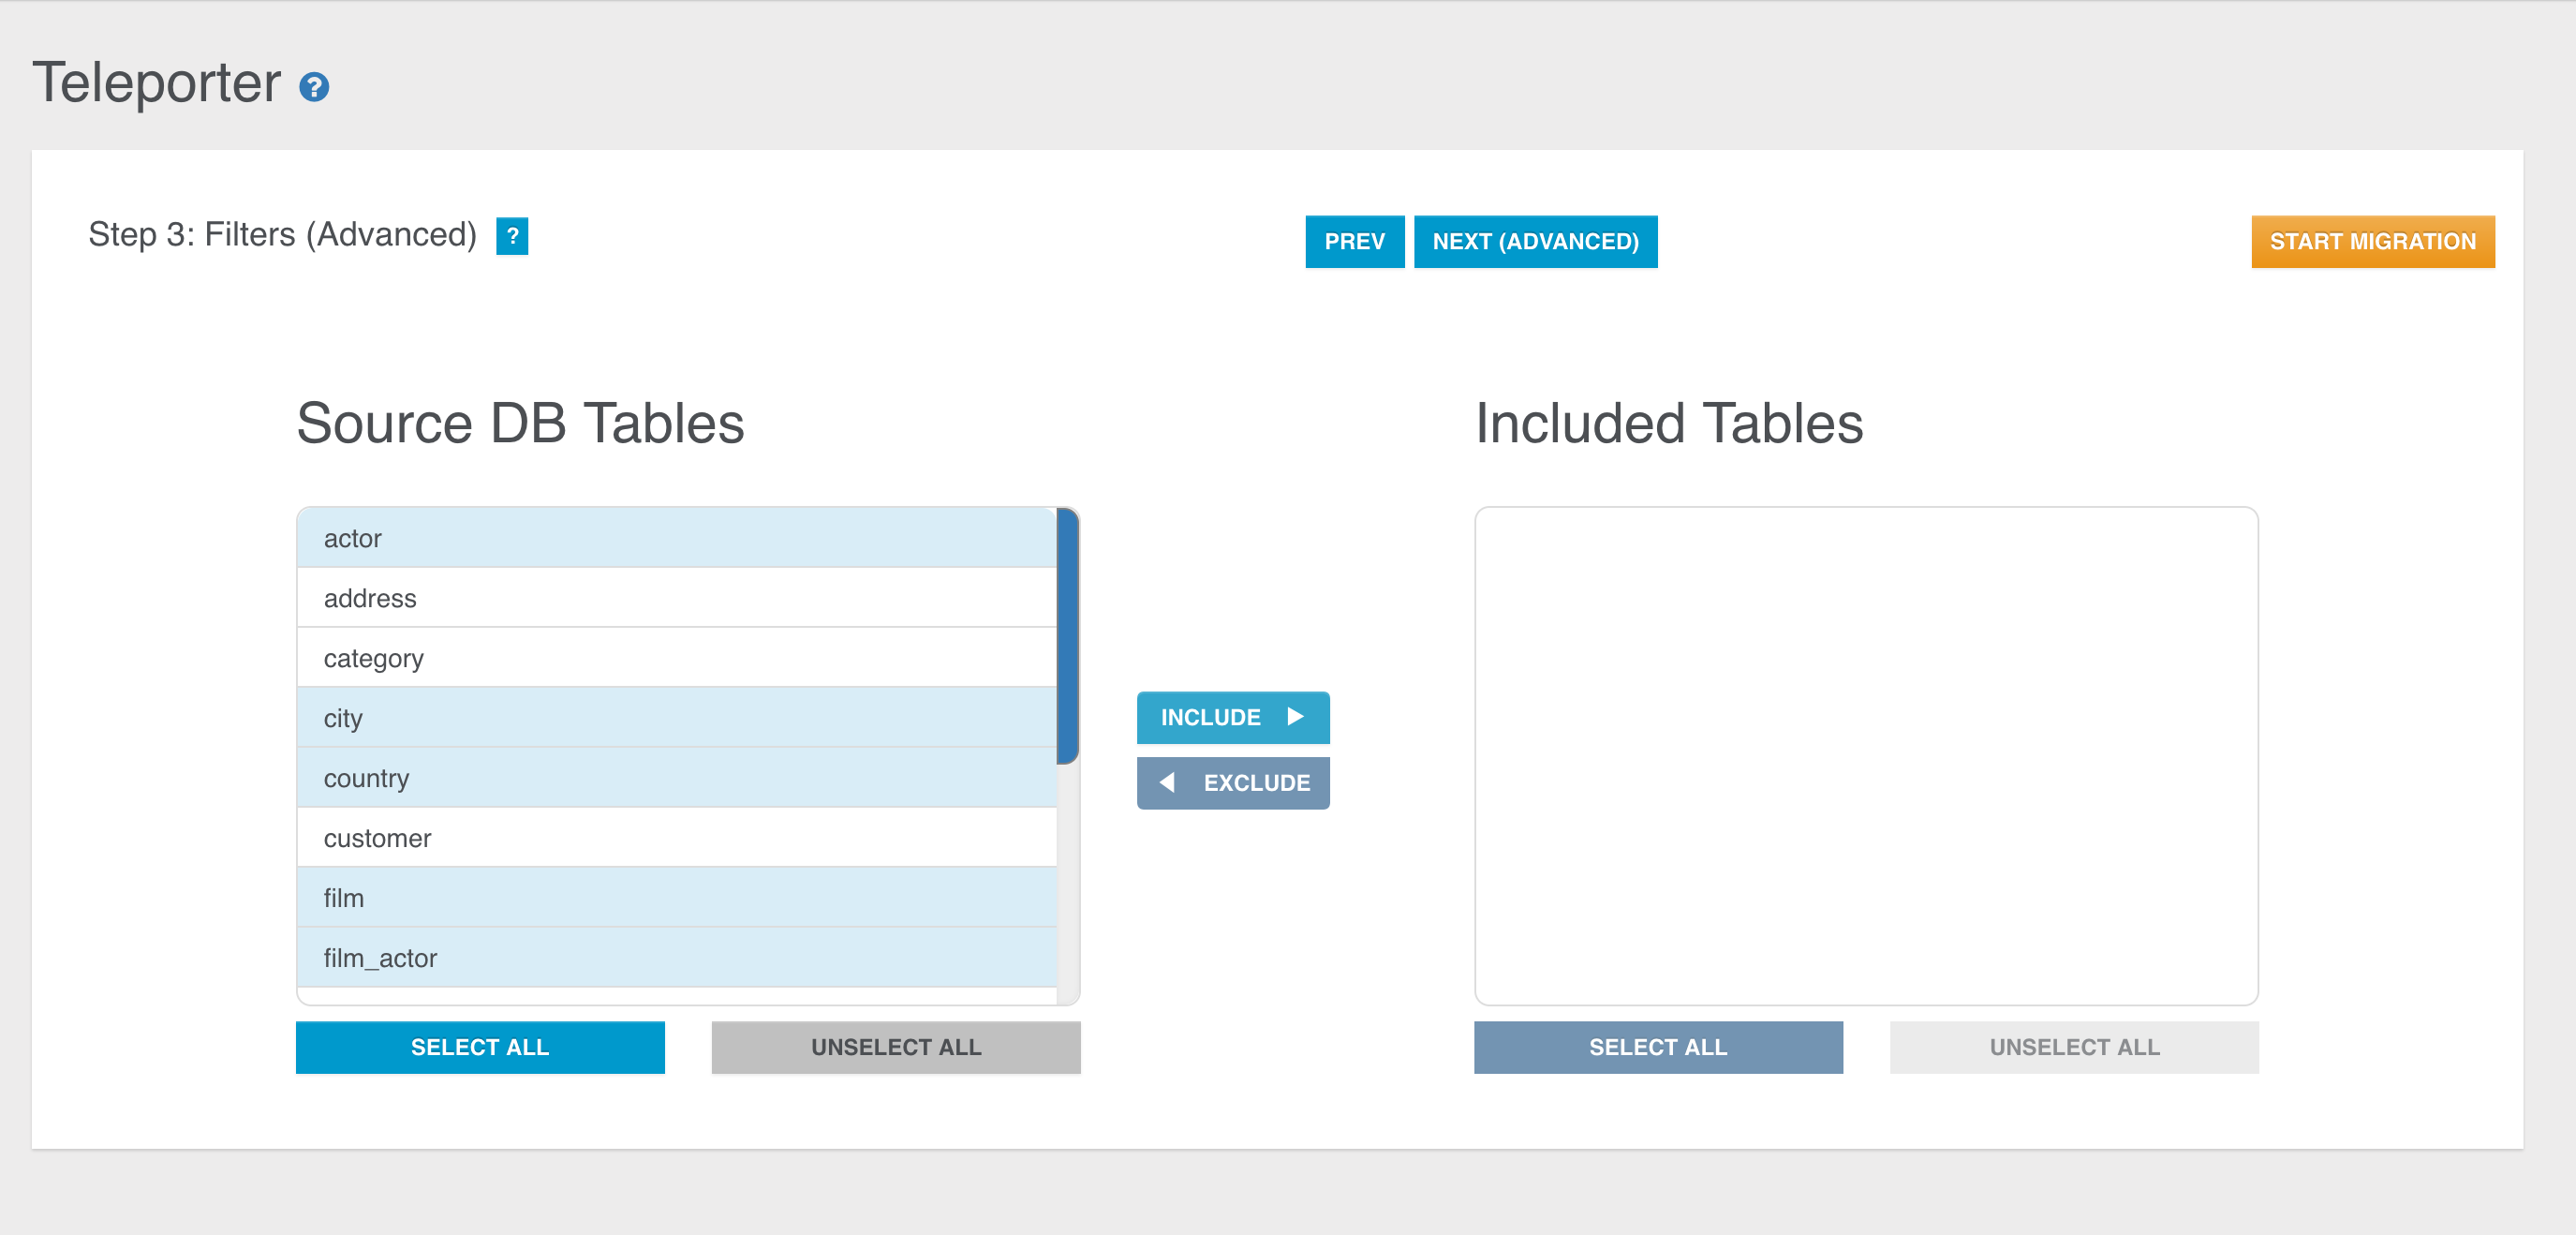 Teleporter ?
Step 3: Filters (Advanced) ?
PREV NEXT (ADVANCED) START MIGRATION
Source DB Tables
actor
address
category
city
country
customer
film
film_actor
SELECT ALL UNSELECT ALL
INCLUDE
EXCLUDE
Included Tables
SELECT ALL UNSELECT ALL